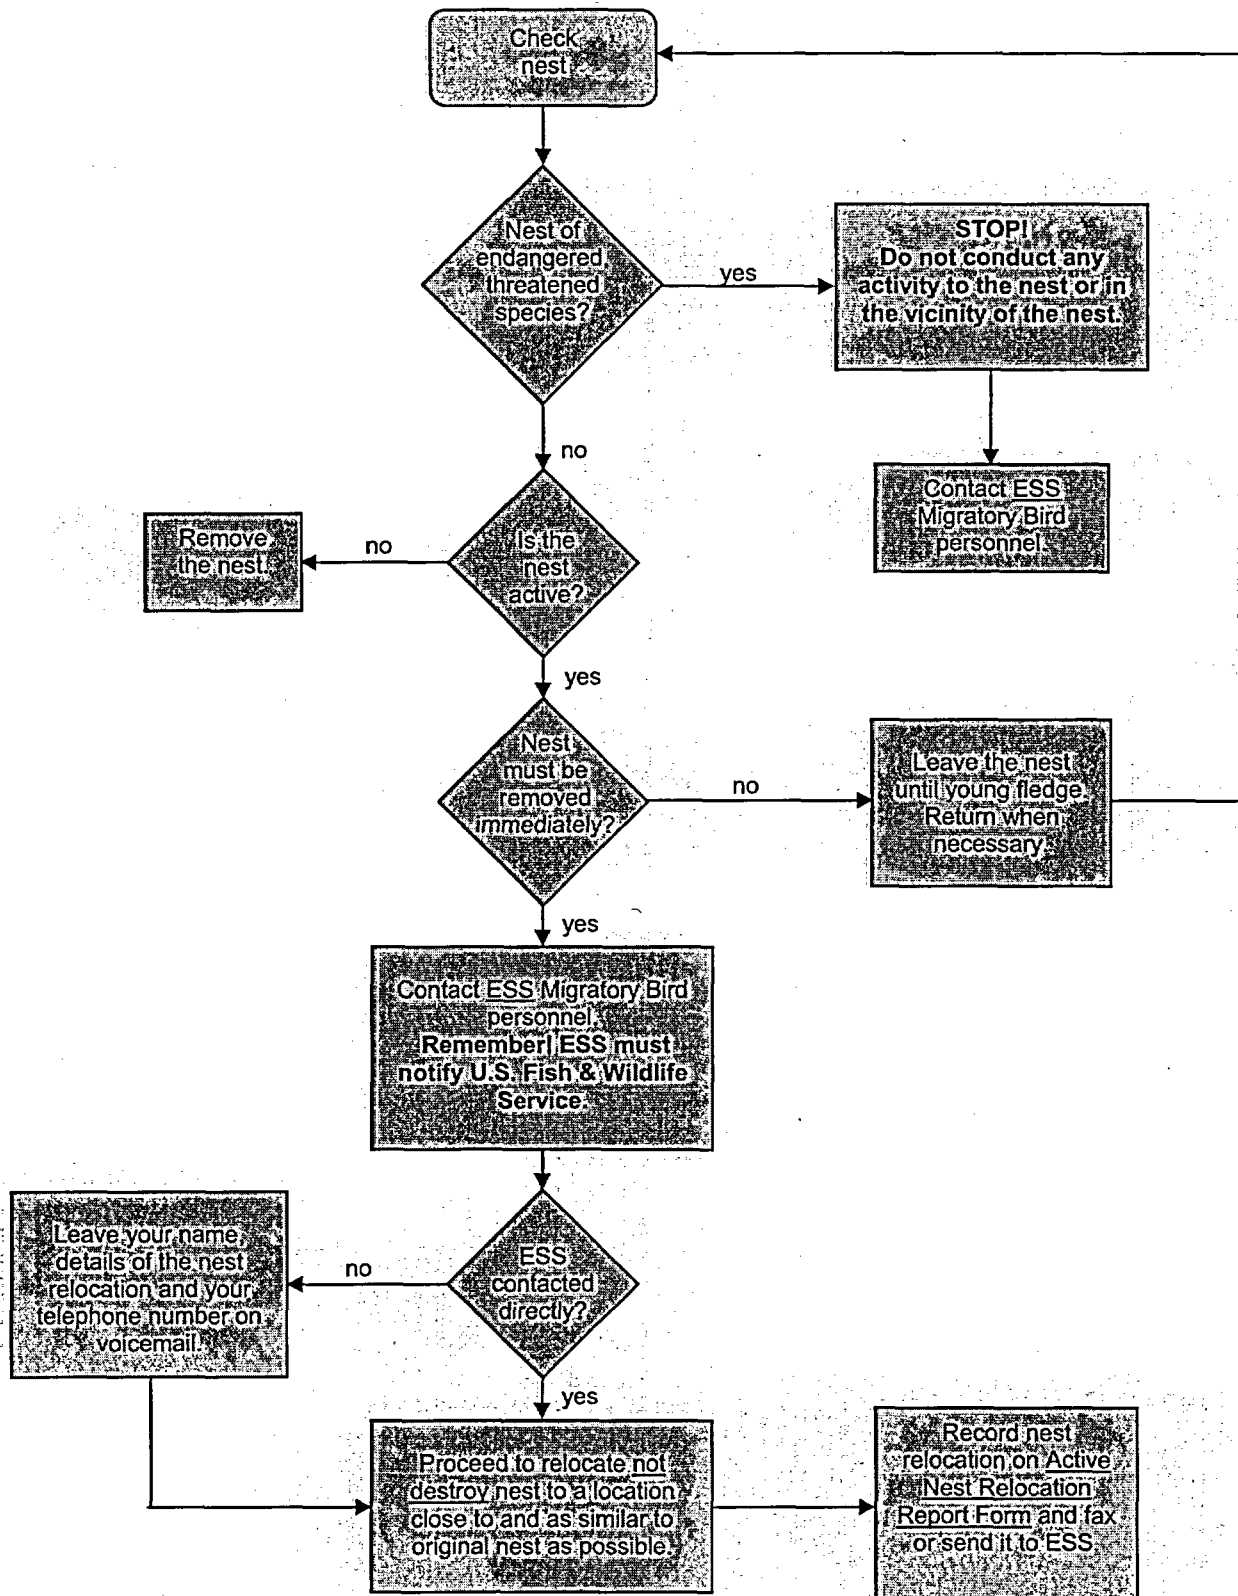 Check
nest
Nest of
endangered
threatened
species?
yes
STOP!
Do not conduct any
activity to the nest or in
the vicinity of the nest.
no
Contact ESS
Migratory Bird
personnel.
Remove
the nest.
no
Is the
nest
active?
yes
Nest
must be
removed
immediately?
no
Leave the nest
until young fledge.
Return when
necessary.
yes
Contact ESS Migratory Bird
personnel.
Remember! ESS must
notify U.S. Fish & Wildlife
Service.
Leave your name,
details of the nest
relocation and your
telephone number on
voicemail.
no
ESS
contacted
directly?
yes
Proceed to relocate not
destroy nest to a location
close to and as similar to
original nest as possible.
Record nest
relocation on Active
Nest Relocation
Report Form and fax
or send it to ESS